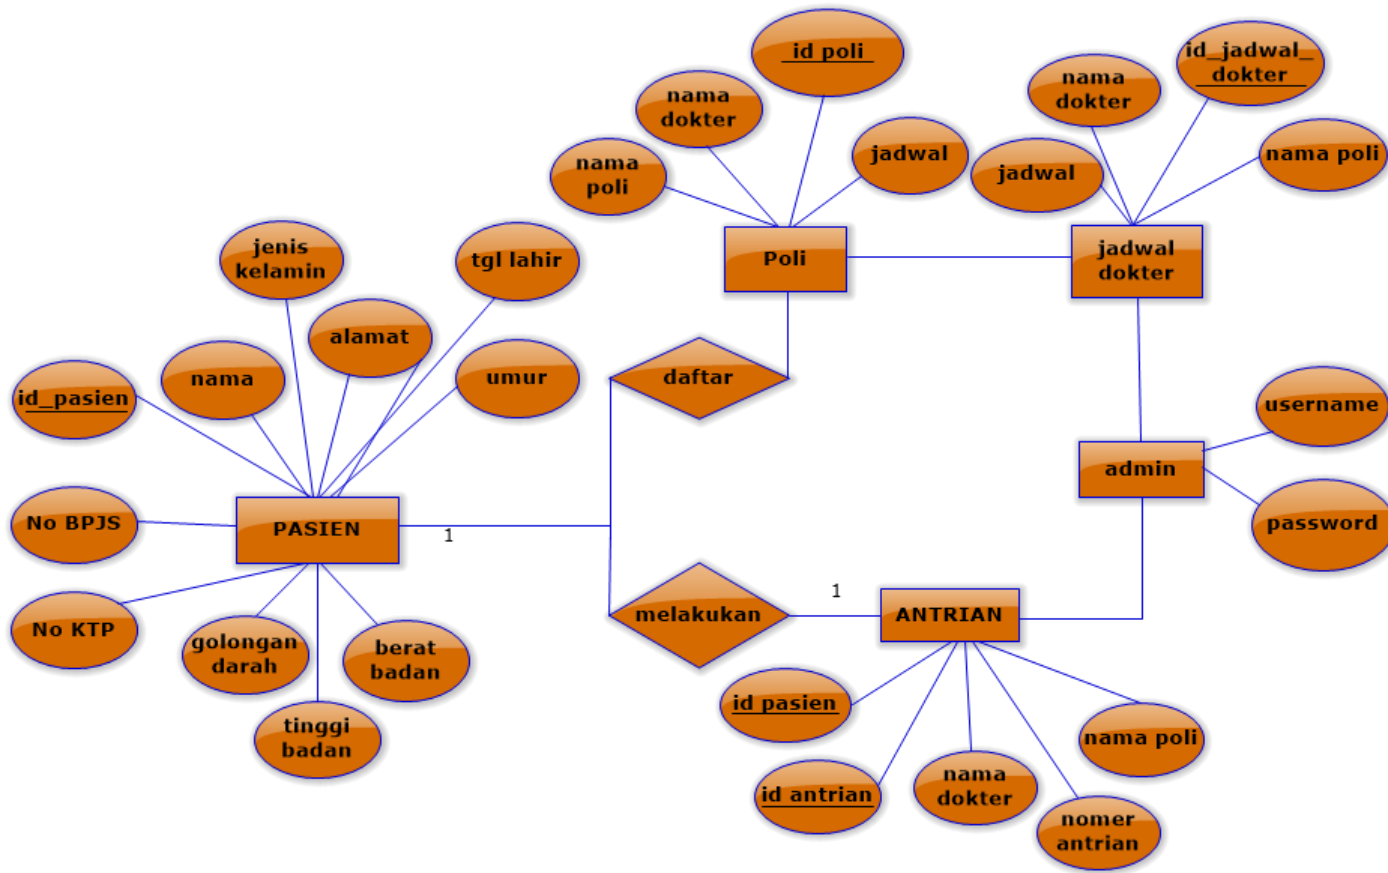 id poli
id_jadwal_
dokter
nama
dokter
nama
dokter
jadwal
nama poli
nama
poli
jadwal
jenis
kelamin
tgl lahir
Poli
jadwal
dokter
alamat
nama
umur
daftar
id_pasien
username
admin
No BPJS
PASIEN
1
password
1
No KTP
melakukan
ANTRIAN
golongan
darah
berat
badan
id pasien
tinggi
badan
nama poli
id antrian
nama
dokter
nomer
antrian